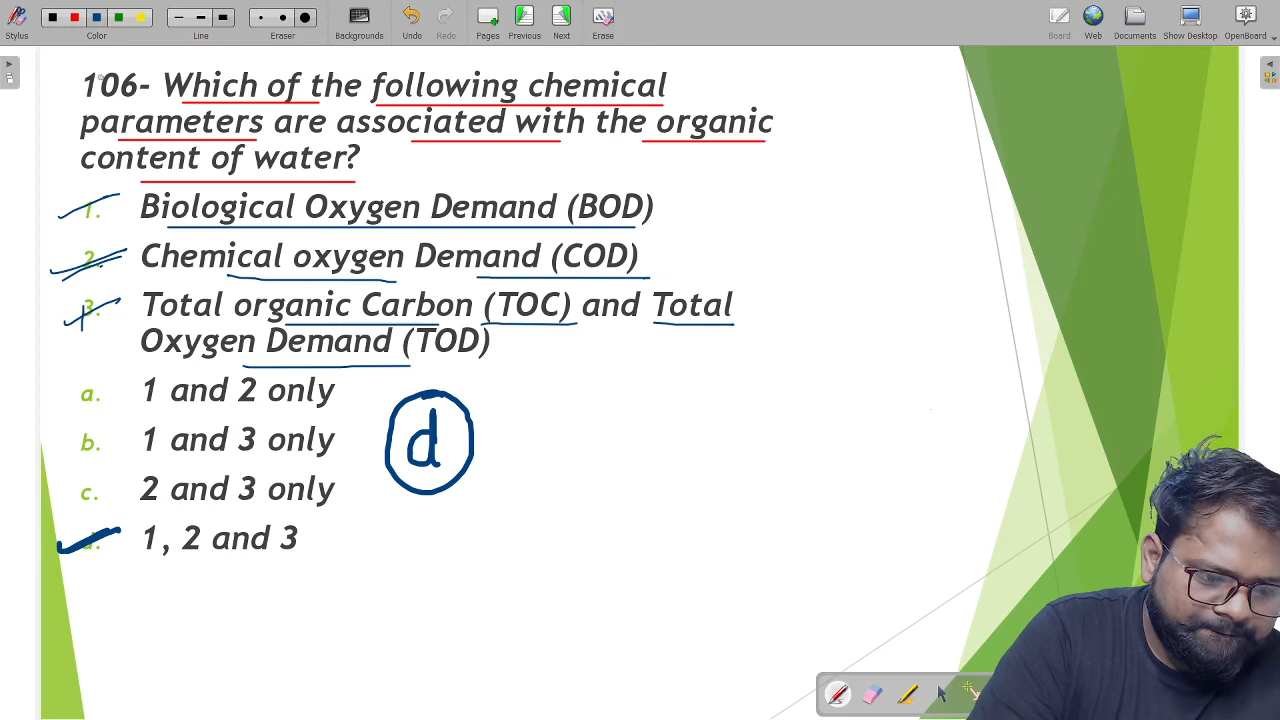 Stylus
Color
Line
Eraser
Backgrounds
Undo
Redo
Pages
Previous
Next
Erase
Board
Web
Documents
Show Desktop
OpenBoard
106- Which of the following chemical
parameters are associated with the organic
content of water?
1. Biological Oxygen Demand (BOD)
2. Chemical oxygen Demand (COD)
3. Total organic Carbon (TOC) and Total
Oxygen Demand (TOD)
a. 1 and 2 only
b. 1 and 3 only
c. 2 and 3 only
d. 1, 2 and 3
d